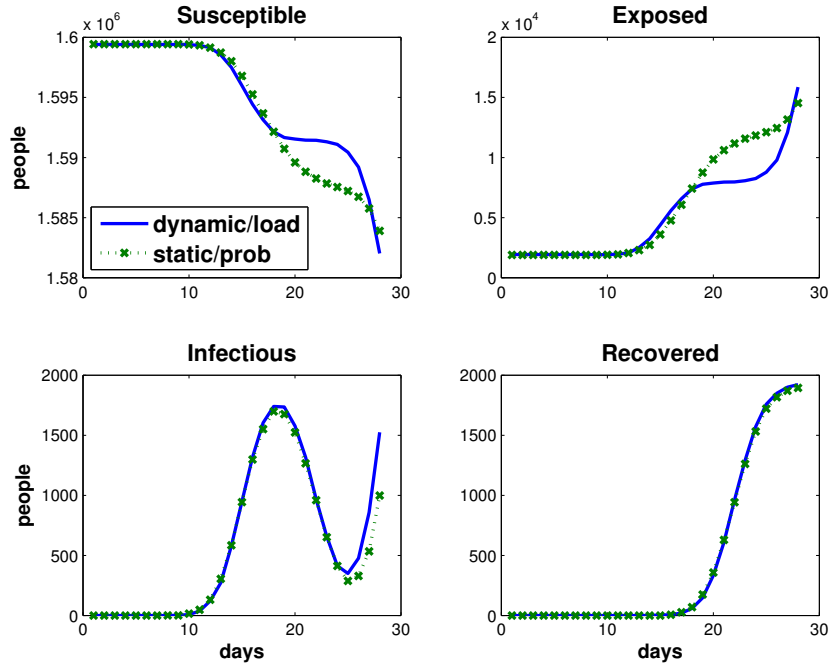 Susceptible
x 10^6
1.6
1.595
1.59
1.585
1.58
0 10 20 30
people
dynamic/load
static/prob
Exposed
x 10^4
2
1.5
1
0.5
0
0 10 20 30
Infectious
2000
1500
1000
500
0
0 10 20 30
people
days
Recovered
2000
1500
1000
500
0
0 10 20 30
days